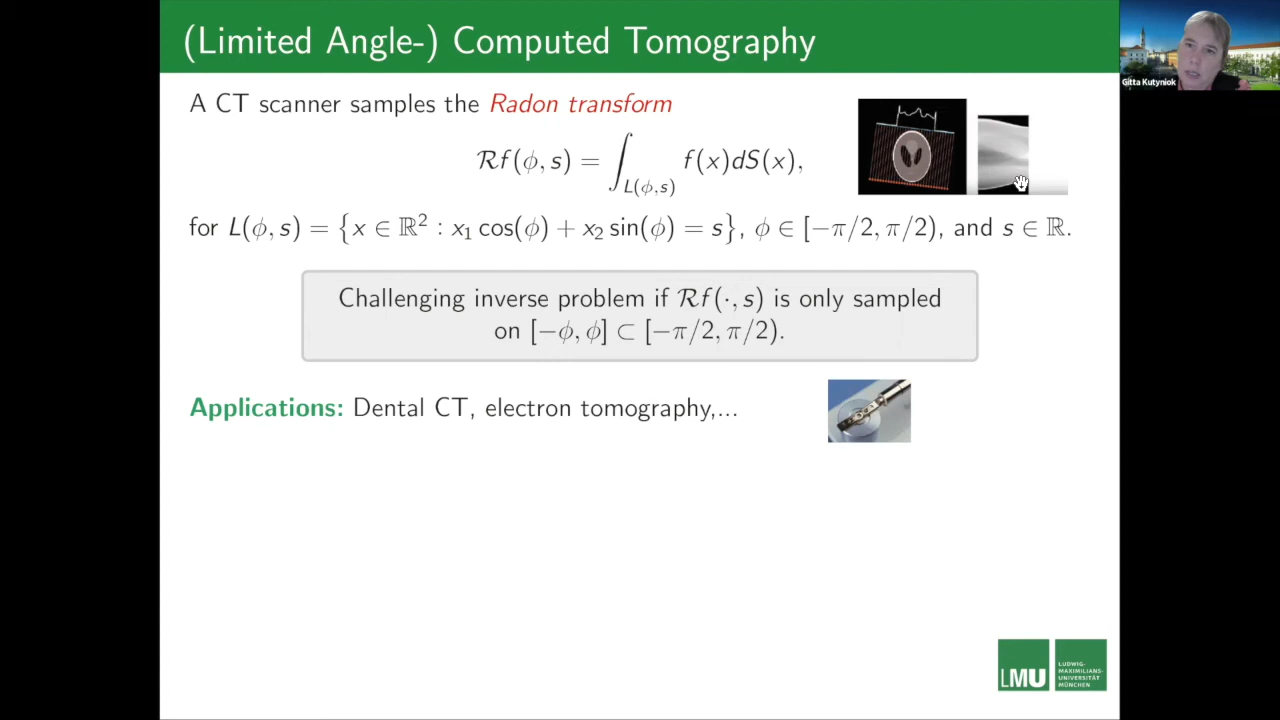 (Limited Angle-) Computed Tomography
Gitta Kutyniok
A CT scanner samples the Radon transform
ℛf(ϕ, s) = ∫_{L(ϕ,s)} f(x)dS(x),
for L(ϕ, s) = {x ∈ ℝ² : x₁ cos(ϕ) + x₂ sin(ϕ) = s}, ϕ ∈ [−π/2, π/2), and s ∈ ℝ.
Challenging inverse problem if ℛf(·, s) is only sampled
on [−ϕ, ϕ] ⊂ [−π/2, π/2).
Applications: Dental CT, electron tomography,...
LMU
LUDWIG-
MAXIMILIANS-
UNIVERSITÄT
MÜNCHEN